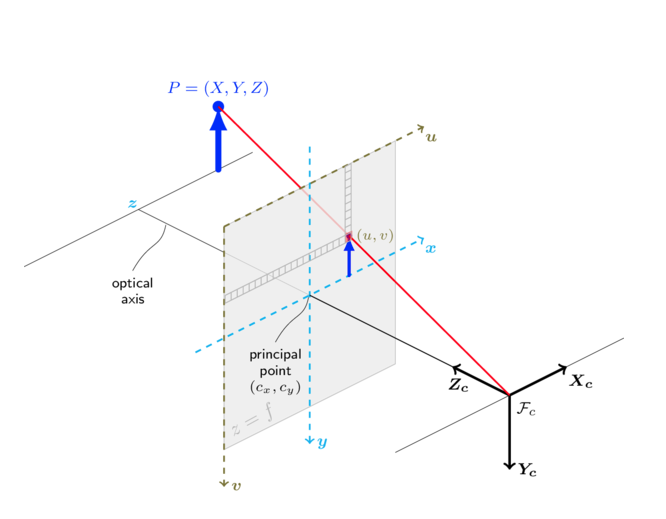 P = (X, Y, Z)
u
z
(u, v)
x
optical
axis
principal
point
(c_x, c_y)
Z_c
X_c
F_c
z = f
y
Y_c
v